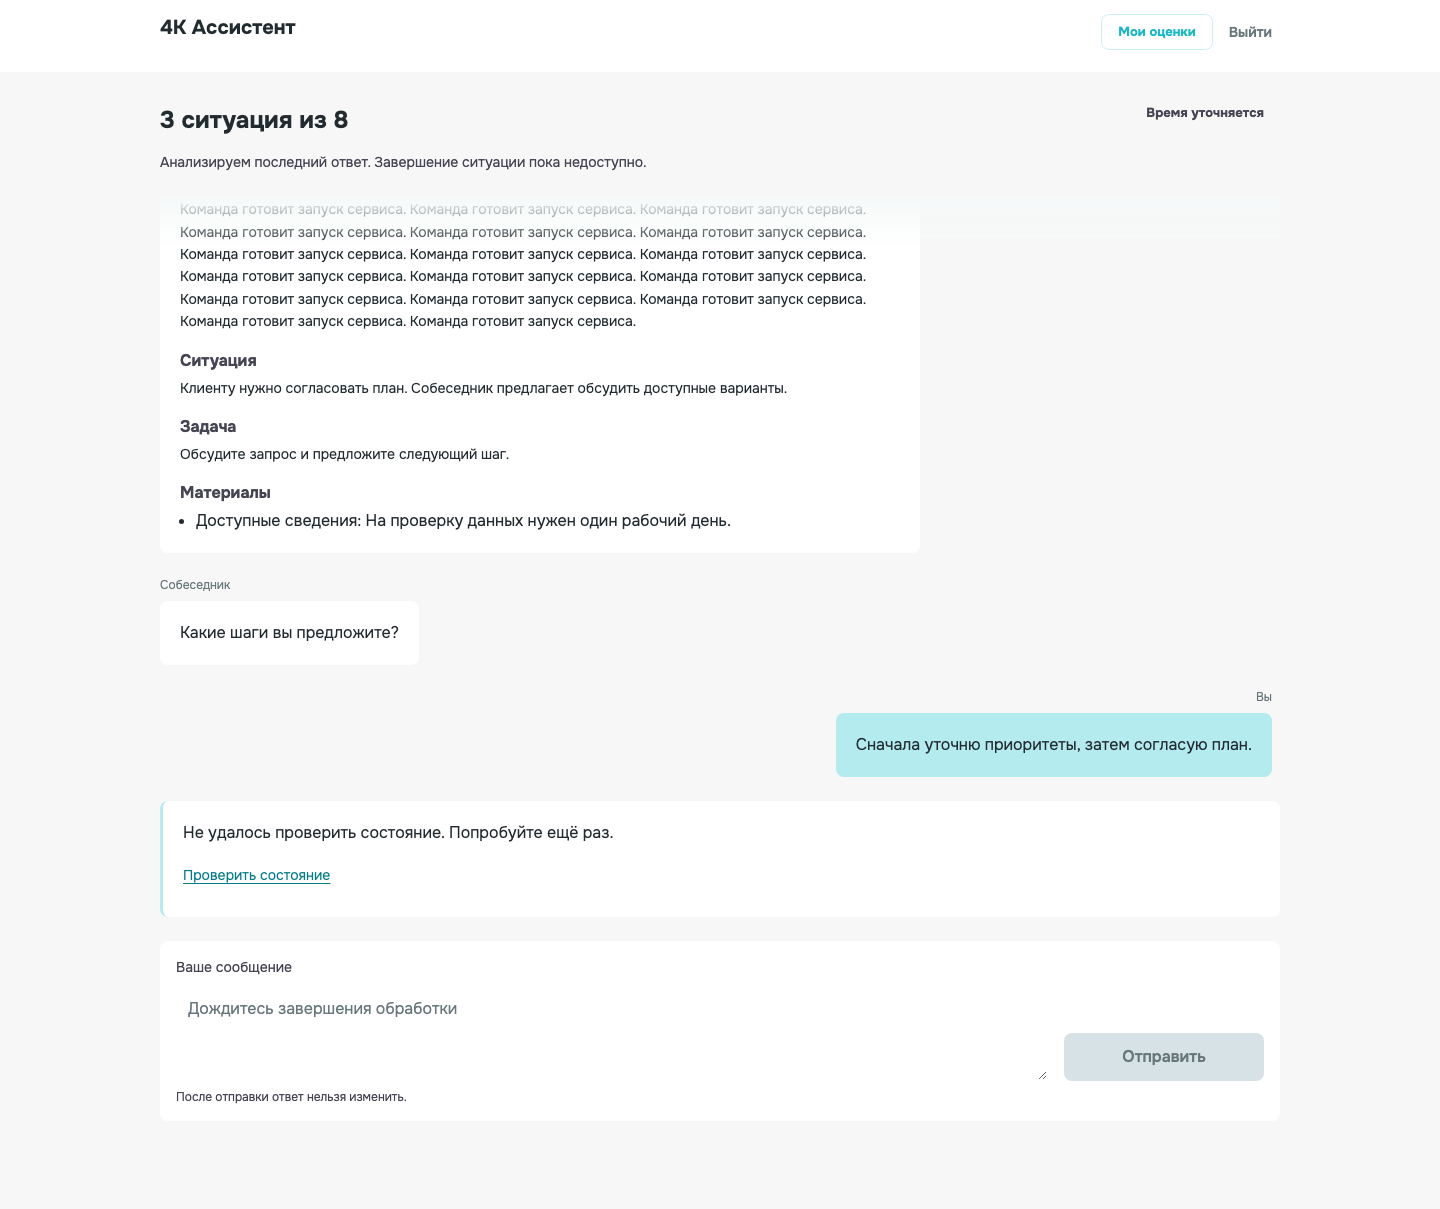 4K Ассистент
Мои оценки
Выйти
3 ситуация из 8
Время уточняется
Анализируем последний ответ. Завершение ситуации пока недоступно.
Команда готовит запуск сервиса. Команда готовит запуск сервиса. Команда готовит запуск сервиса.
Команда готовит запуск сервиса. Команда готовит запуск сервиса. Команда готовит запуск сервиса.
Команда готовит запуск сервиса. Команда готовит запуск сервиса. Команда готовит запуск сервиса.
Команда готовит запуск сервиса. Команда готовит запуск сервиса. Команда готовит запуск сервиса.
Команда готовит запуск сервиса. Команда готовит запуск сервиса. Команда готовит запуск сервиса.
Команда готовит запуск сервиса. Команда готовит запуск сервиса.
Ситуация
Клиенту нужно согласовать план. Собеседник предлагает обсудить доступные варианты.
Задача
Обсудите запрос и предложите следующий шаг.
Материалы
• Доступные сведения: На проверку данных нужен один рабочий день.
Собеседник
Какие шаги вы предложите?
Вы
Сначала уточню приоритеты, затем согласую план.
Не удалось проверить состояние. Попробуйте ещё раз.
Проверить состояние
Ваше сообщение
Дождитесь завершения обработки
Отправить
После отправки ответ нельзя изменить.